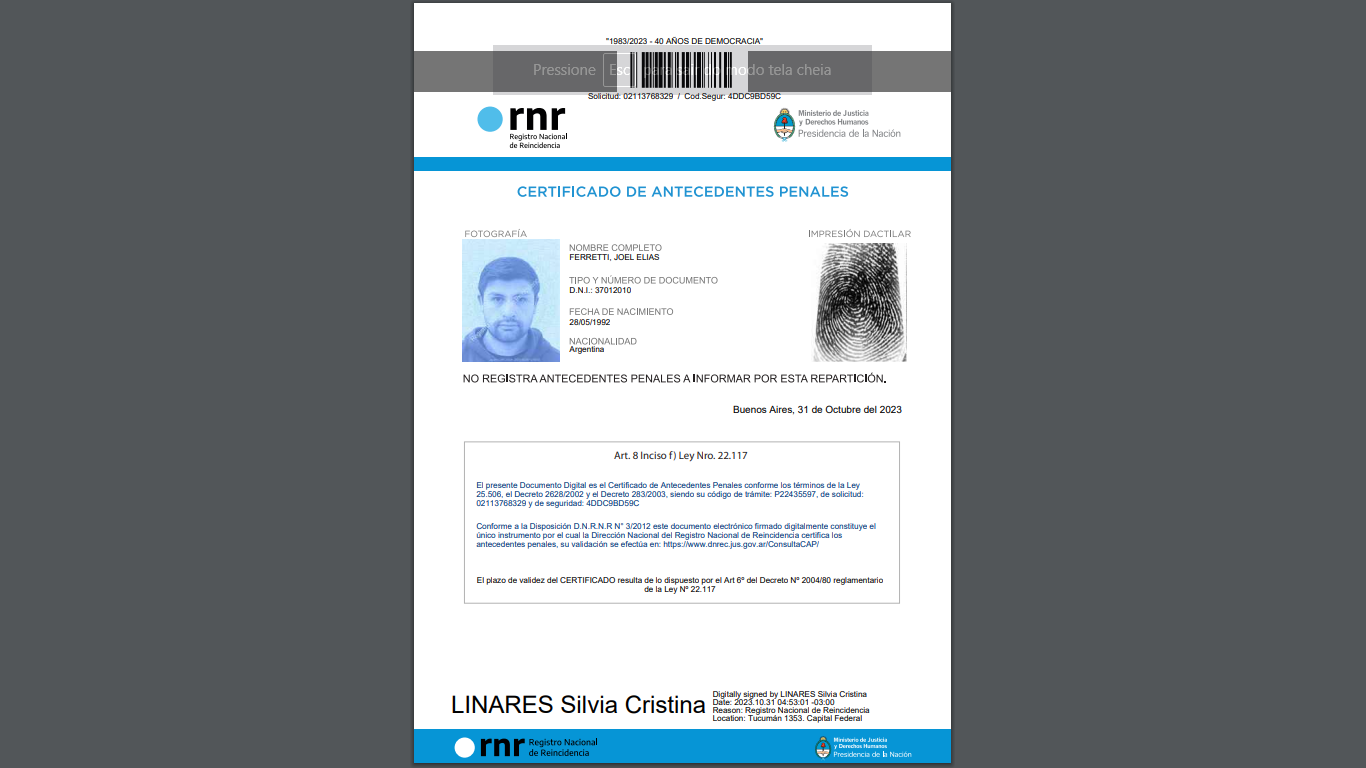 "1983/2023 - 40 AÑOS DE DEMOCRACIA"
Pressione Esc para sair do modo tela cheia
Solicitud: 02113768329 / Cod.Segur: 4DDC9BD59C
rnr
Registro Nacional
de Reincidencia
Ministerio de Justicia
y Derechos Humanos
Presidencia de la Nación
CERTIFICADO DE ANTECEDENTES PENALES
FOTOGRAFÍA
IMPRESIÓN DACTILAR
NOMBRE COMPLETO
FERRETTI, JOEL ELIAS
TIPO Y NÚMERO DE DOCUMENTO
D.N.I.: 37012010
FECHA DE NACIMIENTO
28/05/1992
NACIONALIDAD
Argentina
NO REGISTRA ANTECEDENTES PENALES A INFORMAR POR ESTA REPARTICIÓN.
Buenos Aires, 31 de Octubre del 2023
Art. 8 Inciso f) Ley Nro. 22.117
El presente Documento Digital es el Certificado de Antecedentes Penales conforme los términos de la Ley
25.506, el Decreto 2628/2002 y el Decreto 283/2003, siendo su código de trámite: P22435597, de solicitud:
02113768329 y de seguridad: 4DDC9BD59C
Conforme a la Disposición D.N.R.N.R N° 3/2012 este documento electrónico firmado digitalmente constituye el
único instrumento por el cual la Dirección Nacional del Registro Nacional de Reincidencia certifica los
antecedentes penales, su validación se efectúa en: https://www.dnrec.jus.gov.ar/ConsultaCAP/
El plazo de validez del CERTIFICADO resulta de lo dispuesto por el Art 6º del Decreto Nº 2004/80 reglamentario
de la Ley Nº 22.117
LINARES Silvia Cristina
Digitally signed by LINARES Silvia Cristina
Date: 2023.10.31 04:53:01 -03:00
Reason: Registro Nacional de Reincidencia
Location: Tucumán 1353. Capital Federal
rnr
Registro Nacional
de Reincidencia
Ministerio de Justicia
y Derechos Humanos
Presidencia de la Nación